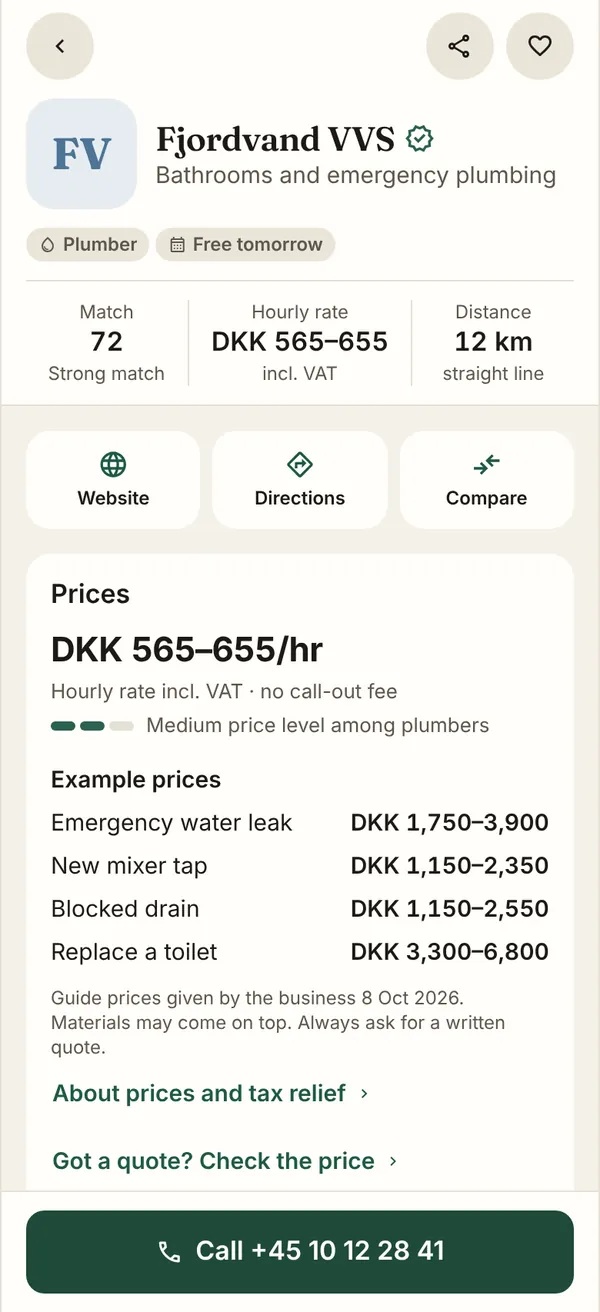 FV
Fjordvand VVS
Bathrooms and emergency plumbing
Plumber
Free tomorrow
Match
72
Strong match
Hourly rate
DKK 565–655
incl. VAT
Distance
12 km
straight line
Website
Directions
Compare
Prices
DKK 565–655/hr
Hourly rate incl. VAT · no call-out fee
Medium price level among plumbers
Example prices
Emergency water leak DKK 1,750–3,900
New mixer tap DKK 1,150–2,350
Blocked drain DKK 1,150–2,550
Replace a toilet DKK 3,300–6,800
Guide prices given by the business 8 Oct 2026.
Materials may come on top. Always ask for a written
quote.
About prices and tax relief
Got a quote? Check the price
Call +45 10 12 28 41